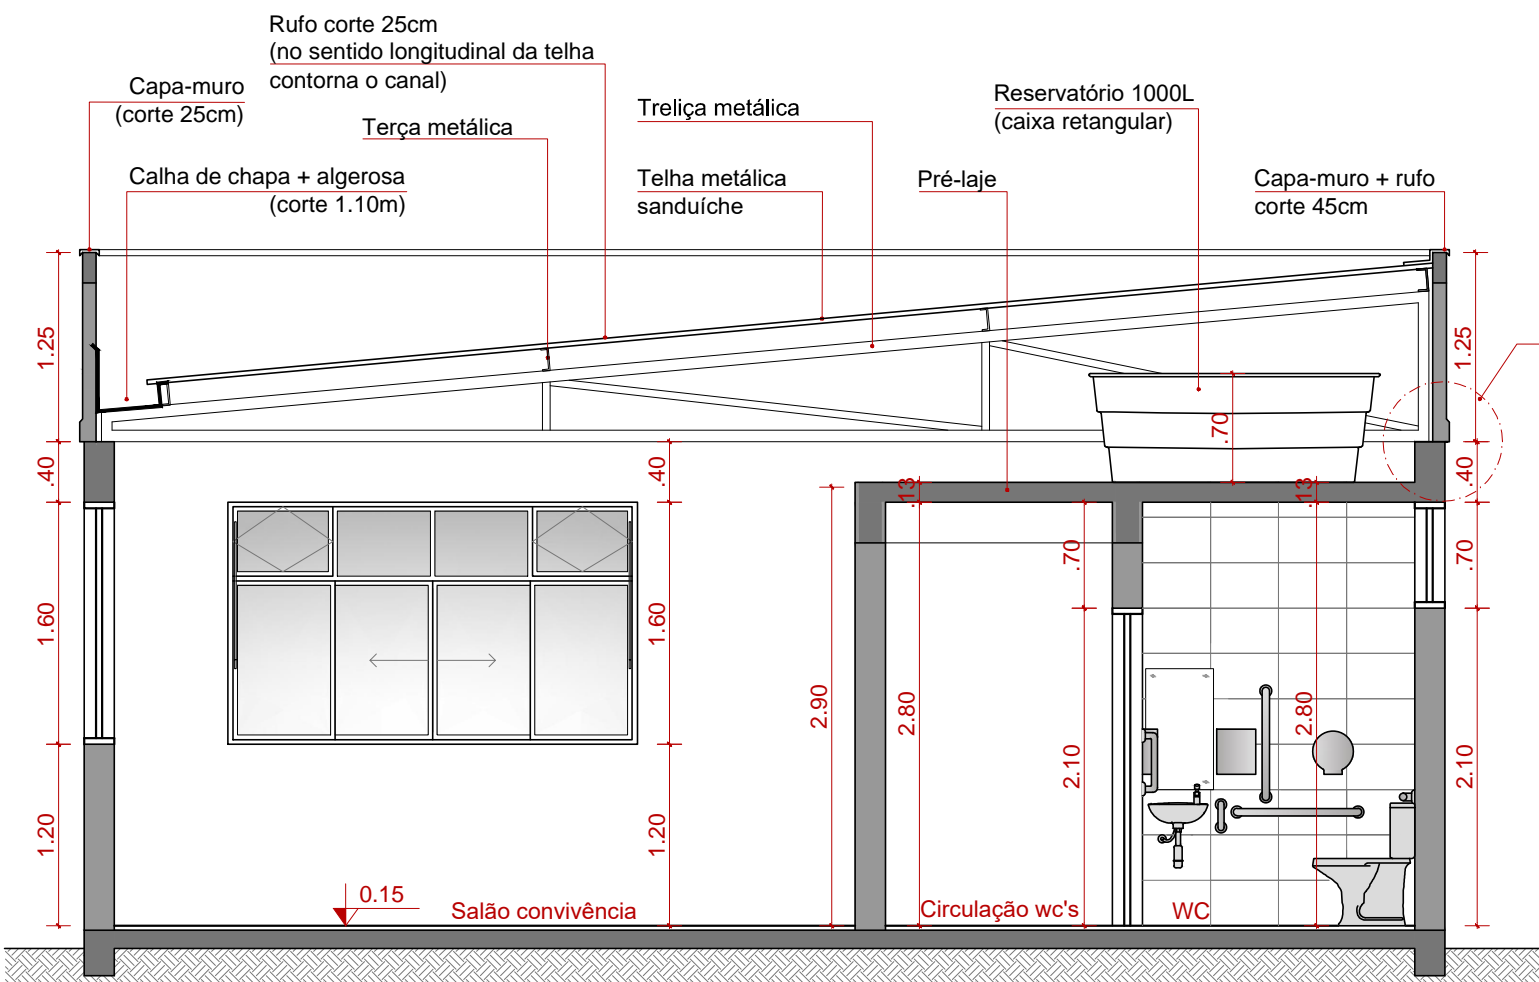 Rufo corte 25cm
(no sentido longitudinal da telha
contorna o canal)
Capa-muro
(corte 25cm)
Terça metálica
Treliça metálica
Reservatório 1000L
(caixa retangular)
Calha de chapa + algerosa
(corte 1.10m)
Telha metálica
sanduíche
Pré-laje
Capa-muro + rufo
corte 45cm
1.25
1.25
.70
.40
.40
.13
.13
.40
1.60
1.60
.70
.70
2.90
2.80
2.80
2.10
2.10
1.20
1.20
0.15
Salão convivência
Circulação wc's
WC